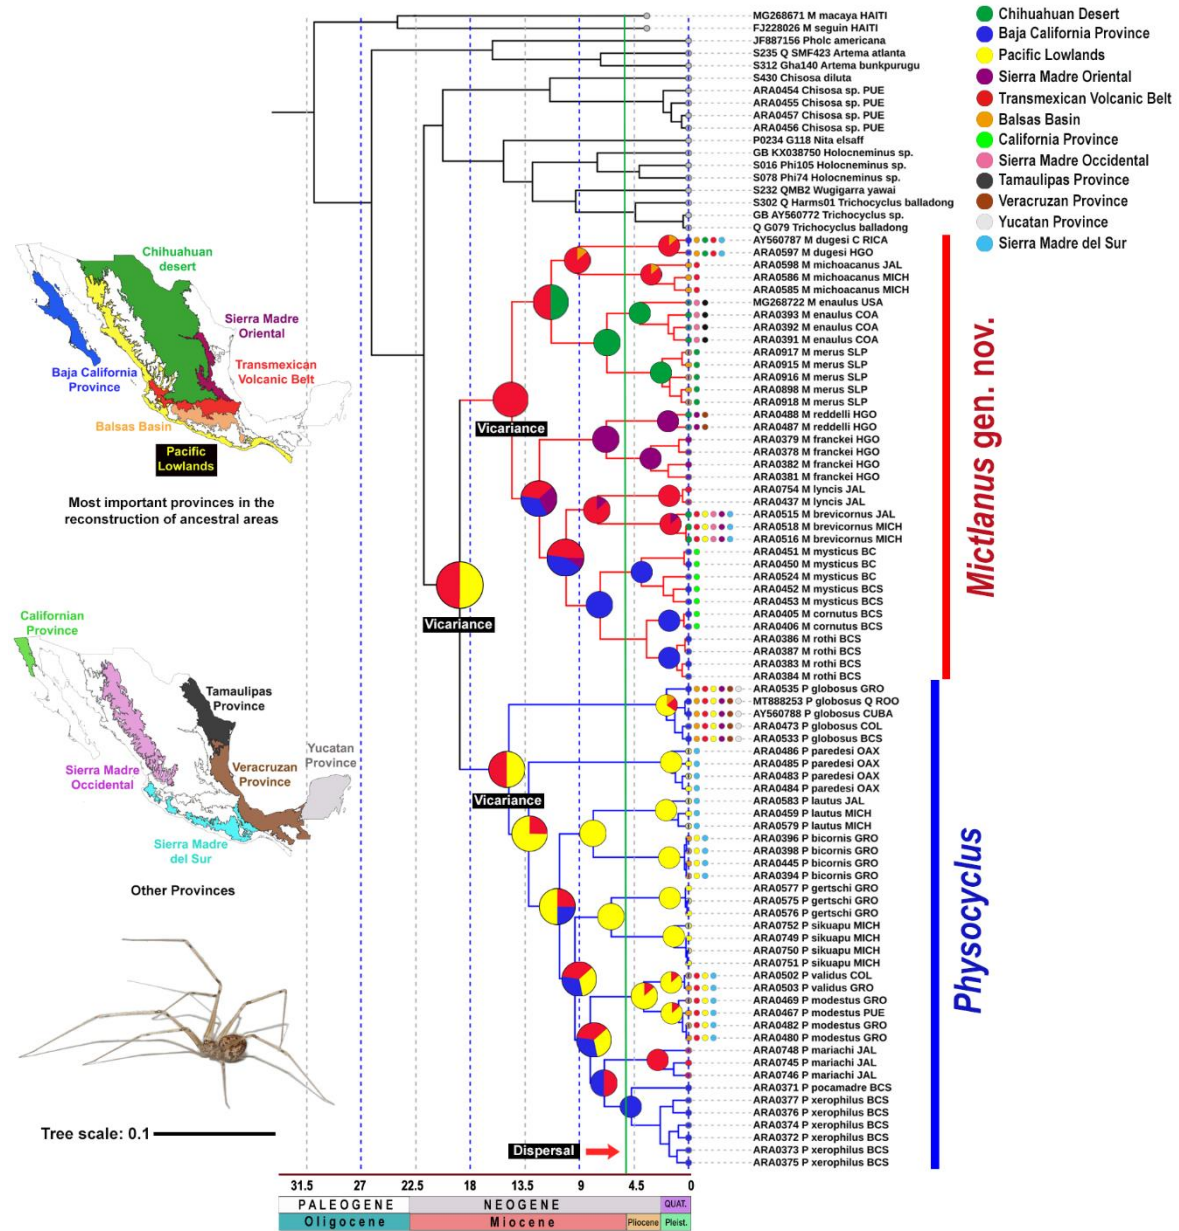 MG268671 M macaya HAITI
FJ228026 M seguin HAITI
JF887156 Pholc americana
S235 Q SMF423 Artema atlanta
S312 Gha140 Artema bunkpurugu
S430 Chisosa diluta
ARA0454 Chisosa sp. PUE
ARA0455 Chisosa sp. PUE
ARA0457 Chisosa sp. PUE
ARA0456 Chisosa sp. PUE
P0234 G118 Nita elsaff
GB KX038750 Holocneminus sp.
S016 Phi105 Holocneminus sp.
S078 Phi74 Holocneminus sp.
S232 QMB2 Wugigarra yawai
S302 Q Harms01 Trichocyclus balladong
GB AY560772 Trichocyclus sp.
Q G079 Trichocyclus balladong
AY560787 M dugesi C RICA
ARA0597 M dugesi HGO
ARA0598 M michoacanus JAL
ARA0586 M michoacanus MICH
ARA0585 M michoacanus MICH
MG268722 M enaulus USA
ARA0393 M enaulus COA
ARA0392 M enaulus COA
ARA0391 M enaulus COA
ARA0917 M merus SLP
ARA0915 M merus SLP
ARA0916 M merus SLP
ARA0898 M merus SLP
ARA0918 M merus SLP
ARA0488 M reddelli HGO
ARA0487 M reddelli HGO
ARA0379 M franckei HGO
ARA0378 M franckei HGO
ARA0382 M franckei HGO
ARA0381 M franckei HGO
ARA0754 M lyncis JAL
ARA0437 M lyncis JAL
ARA0515 M brevicornus JAL
ARA0518 M brevicornus MICH
ARA0516 M brevicornus MICH
ARA0451 M mysticus BC
ARA0450 M mysticus BC
ARA0524 M mysticus BC
ARA0452 M mysticus BCS
ARA0453 M mysticus BCS
ARA0405 M cornutus BCS
ARA0406 M cornutus BCS
ARA0386 M rothi BCS
ARA0387 M rothi BCS
ARA0383 M rothi BCS
ARA0384 M rothi BCS
ARA0535 P globosus GRO
MT888253 P globosus Q ROO
AY560788 P globosus CUBA
ARA0473 P globosus COL
ARA0533 P globosus BCS
ARA0486 P paredesi OAX
ARA0485 P paredesi OAX
ARA0483 P paredesi OAX
ARA0484 P paredesi OAX
ARA0583 P lautus JAL
ARA0459 P lautus MICH
ARA0579 P lautus MICH
ARA0396 P bicornis GRO
ARA0398 P bicornis GRO
ARA0445 P bicornis GRO
ARA0394 P bicornis GRO
ARA0577 P gertschi GRO
ARA0575 P gertschi GRO
ARA0576 P gertschi GRO
ARA0752 P sikuapu MICH
ARA0749 P sikuapu MICH
ARA0750 P sikuapu MICH
ARA0751 P sikuapu MICH
ARA0502 P validus COL
ARA0503 P validus GRO
ARA0469 P modestus GRO
ARA0467 P modestus PUE
ARA0482 P modestus GRO
ARA0480 P modestus GRO
ARA0748 P mariachi JAL
ARA0745 P mariachi JAL
ARA0746 P mariachi JAL
ARA0371 P pocamadre BCS
ARA0377 P xerophilus BCS
ARA0376 P xerophilus BCS
ARA0374 P xerophilus BCS
ARA0372 P xerophilus BCS
ARA0373 P xerophilus BCS
ARA0375 P xerophilus BCS
Chihuahuan Desert
Baja California Province
Pacific Lowlands
Sierra Madre Oriental
Transmexican Volcanic Belt
Balsas Basin
California Province
Sierra Madre Occidental
Tamaulipas Province
Veracruzan Province
Yucatan Province
Sierra Madre del Sur
Mictlanus gen. nov.
Physocyclus
Chihuahuan
desert
Sierra Madre
Oriental
Baja California
Province
Transmexican
Volcanic Belt
Balsas Basin
Pacific
Lowlands
Most important provinces in the
reconstruction of ancestral areas
Vicariance
Vicariance
Vicariance
Californian
Province
Tamaulipas
Province
Yucatan
Province
Sierra Madre
Occidental
Veracruzan
Province
Sierra Madre
del Sur
Other Provinces
Tree scale: 0.1
Dispersal
31.5 27 22.5 18 13.5 9 4.5 0
PALEOGENE NEOGENE QUAT.
Oligocene Miocene Pliocene Pleist.